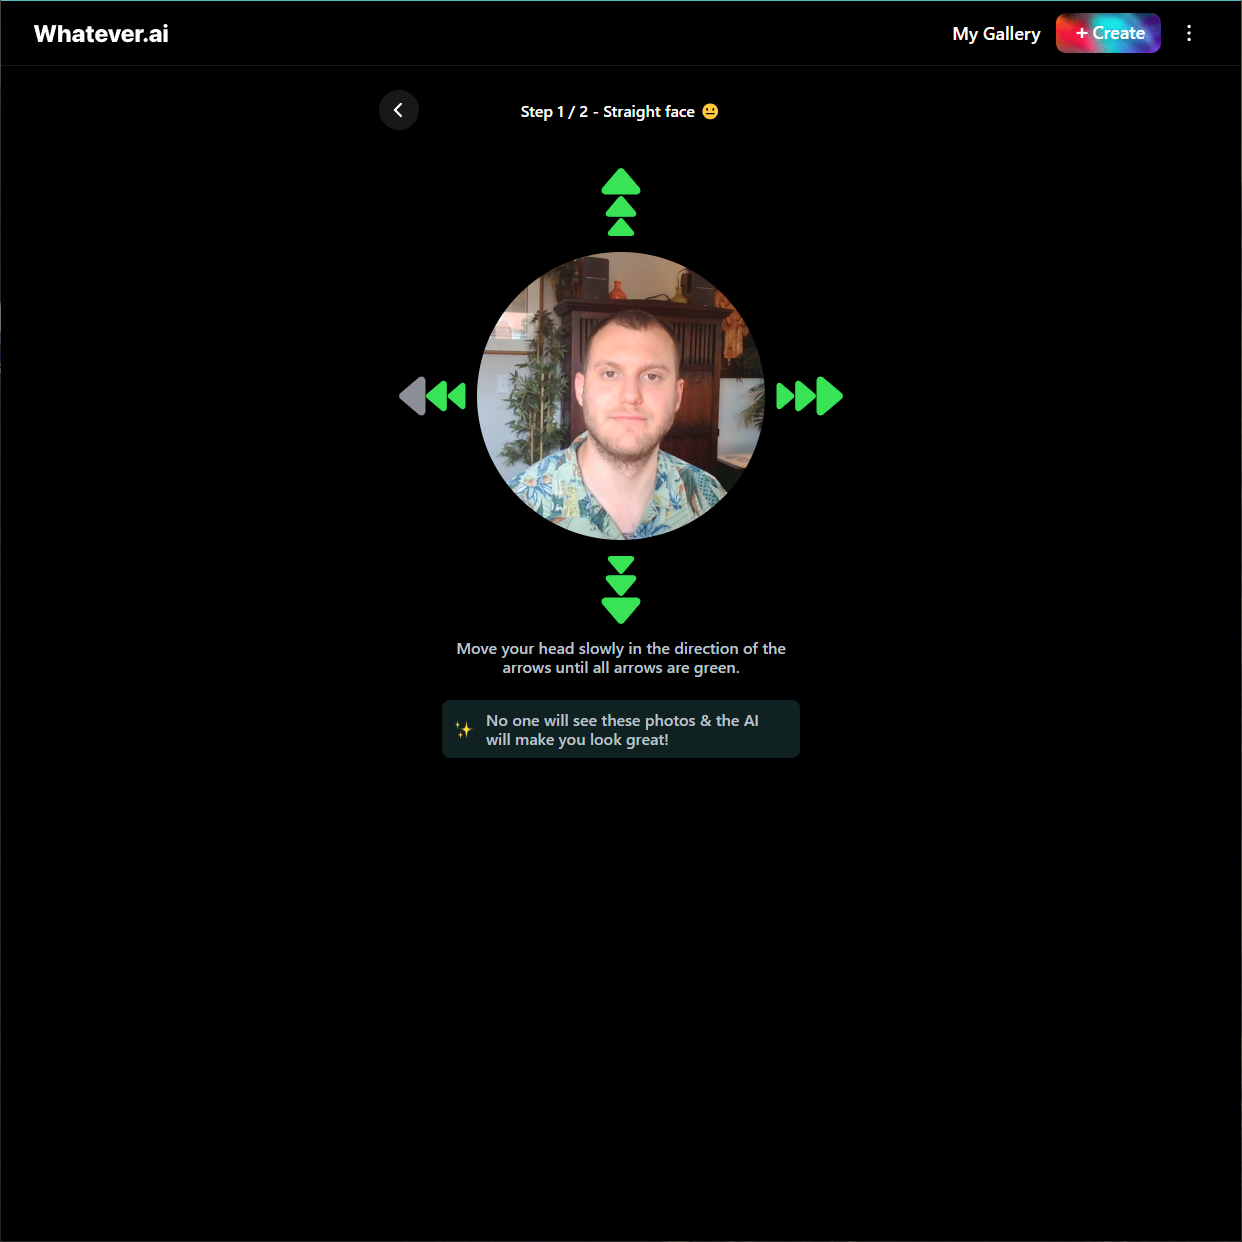 Whatever.ai
My Gallery
+ Create
Step 1 / 2 - Straight face 😐
Move your head slowly in the direction of the
arrows until all arrows are green.
✨ No one will see these photos & the AI
will make you look great!